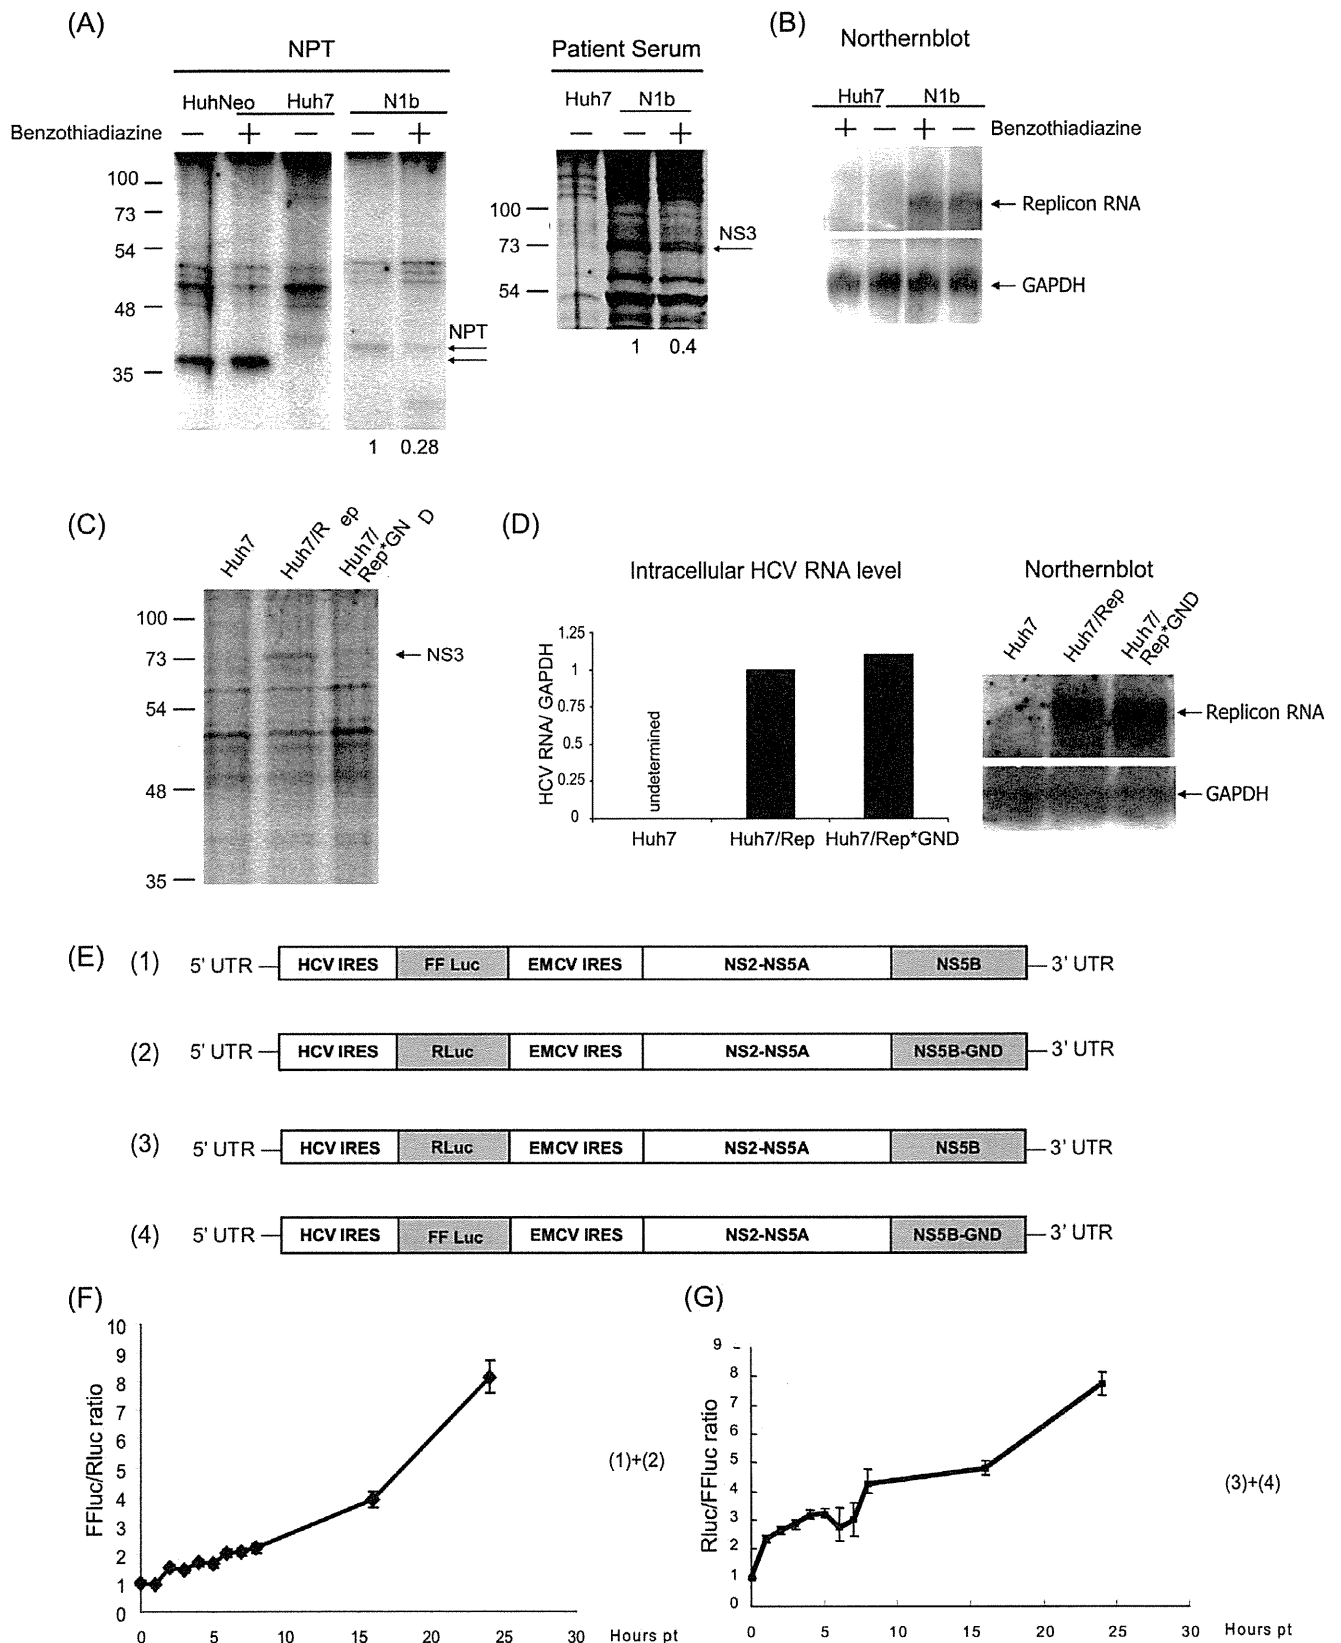 (A)
NPT
Patient Serum
HuhNeo Huh7 N1b
Huh7 N1b
Benzothiadiazine − + − − +
− − +
100
73
54
48
35
NPT
1 0.28
100
73
54
NS3
1 0.4
(B)
Northernblot
Huh7 N1b
+ − + − Benzothiadiazine
Replicon RNA
GAPDH
(C)
Huh7
Huh7/R ep
Huh7/
Rep*GN D
100
73
54
48
35
NS3
(D)
Intracellular HCV RNA level
HCV RNA/ GAPDH
1.25
1
0.75
0.5
0.25
0
undetermined
Huh7 Huh7/Rep Huh7/Rep*GND
Northernblot
Huh7
Huh7/Rep
Huh7/
Rep*GND
Replicon RNA
GAPDH
(E)
(1) 5' UTR HCV IRES FF Luc EMCV IRES NS2-NS5A NS5B 3' UTR
(2) 5' UTR HCV IRES RLuc EMCV IRES NS2-NS5A NS5B-GND 3' UTR
(3) 5' UTR HCV IRES RLuc EMCV IRES NS2-NS5A NS5B 3' UTR
(4) 5' UTR HCV IRES FF Luc EMCV IRES NS2-NS5A NS5B-GND 3' UTR
(F)
FFluc/Rluc ratio
10
9
8
7
6
5
4
3
2
1
0
0 5 10 15 20 25 30 Hours pt
(1)+(2)
(G)
Rluc/FFluc ratio
9
8
7
6
5
4
3
2
1
0
0 5 10 15 20 25 30 Hours pt
(3)+(4)